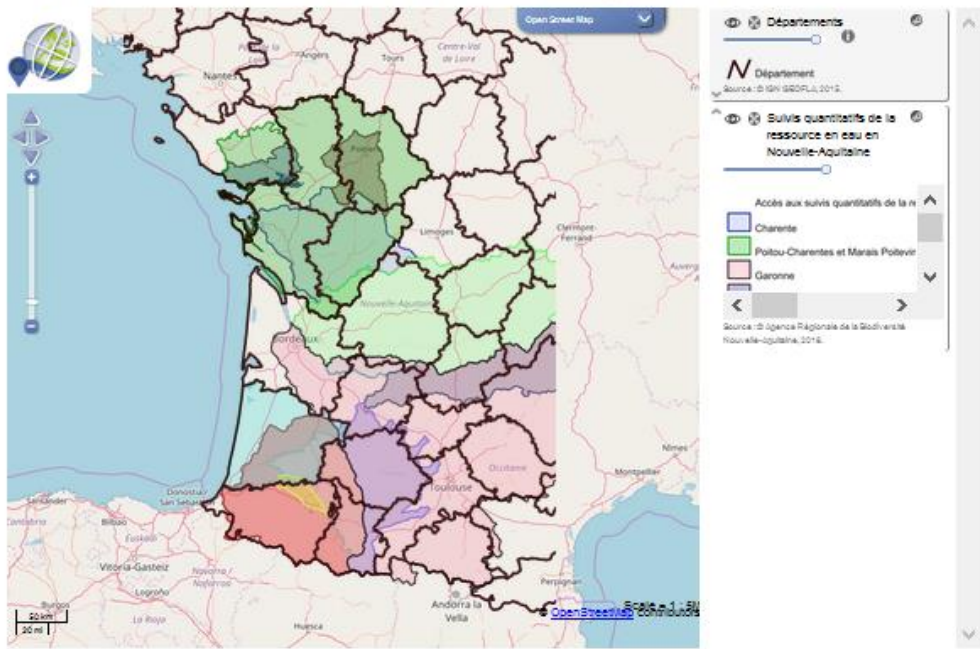 Open Street Map
Angers
Tours
Centre-Val
de Loire
Nantes
Limoges
Clermont-
Ferrand
Nouvelle-Aquitaine
Bordeaux
Nîmes
Occitanie
Montpellier
Toulouse
Donostia/
San Sebastián
Santander
Cantabria
Bilbao
Euskadi
Vitoria-Gasteiz
Navarra /
Nafarroa
Logroño
Burgos
La Rioja
Huesca
Andorra la
Vella
Perpignan
50 km
20 mi
© OpenStreetMap contributors
Départements
Département
Source : © IGN GEOFLA, 2015.
Suivis quantitatifs de la
ressource en eau en
Nouvelle-Aquitaine
Accès aux suivis quantitatifs de la re
Charente
Poitou-Charentes et Marais Poitevin
Garonne
Source : © Agence Régionale de la Biodiversité
Nouvelle-Aquitaine, 2018.